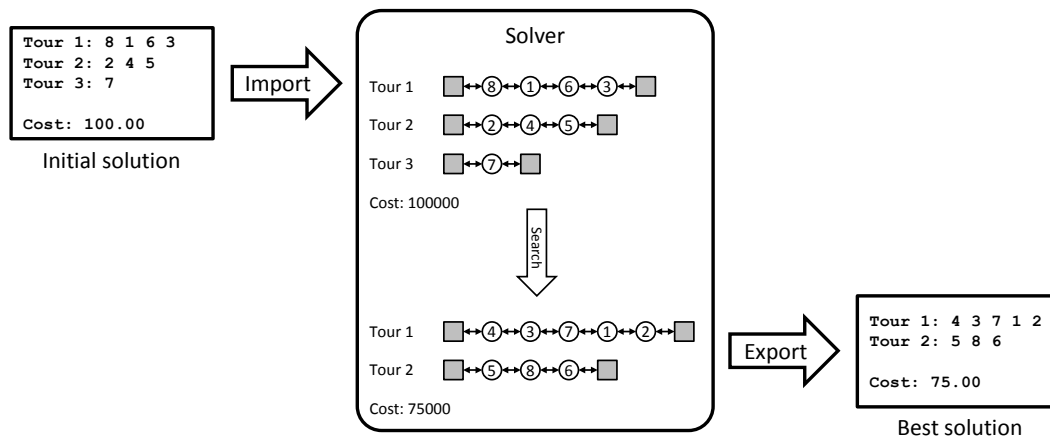 Tour 1: 8 1 6 3
Tour 2: 2 4 5
Tour 3: 7
Cost: 100.00
Initial solution
Import
Solver
Tour 1 8 1 6 3
Tour 2 2 4 5
Tour 3 7
Cost: 100000
Search
Tour 1 4 3 7 1 2
Tour 2 5 8 6
Cost: 75000
Export
Tour 1: 4 3 7 1 2
Tour 2: 5 8 6
Cost: 75.00
Best solution